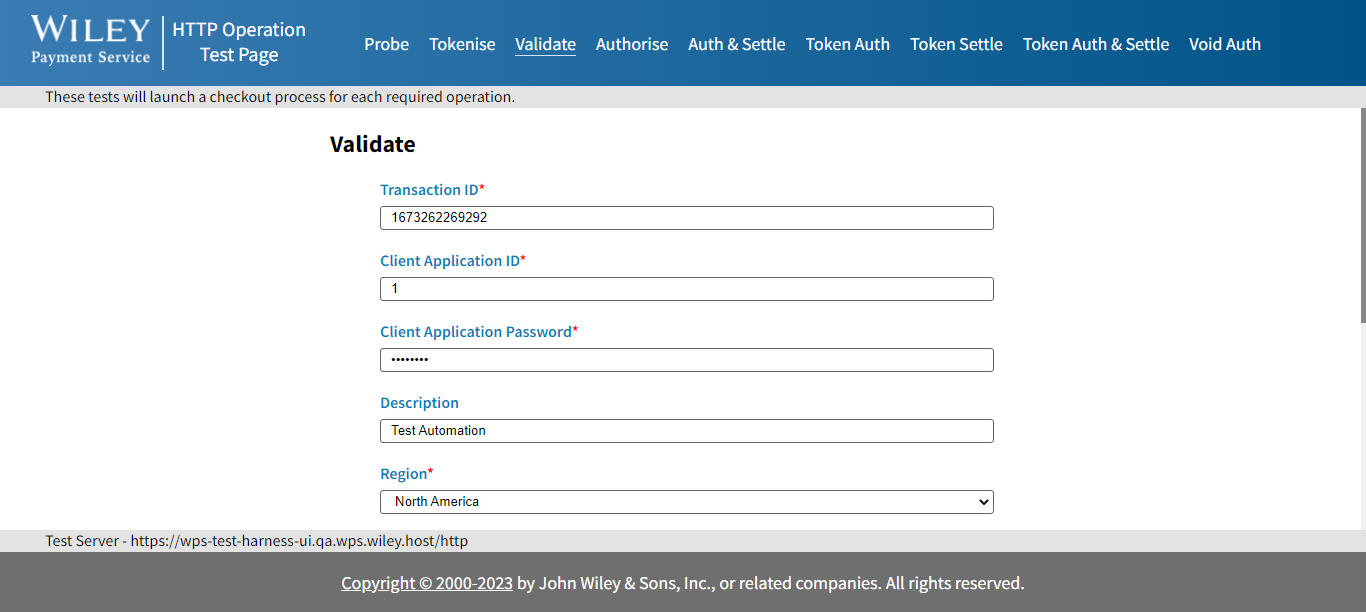 WILEY
Payment Service
HTTP Operation
Test Page
Probe Tokenise Validate Authorise Auth & Settle Token Auth Token Settle Token Auth & Settle Void Auth
These tests will launch a checkout process for each required operation.
Validate
Transaction ID*
1673262269292
Client Application ID*
1
Client Application Password*
••••••••
Description
Test Automation
Region*
North America
Test Server - https://wps-test-harness-ui.qa.wps.wiley.host/http
Copyright © 2000-2023 by John Wiley & Sons, Inc., or related companies. All rights reserved.